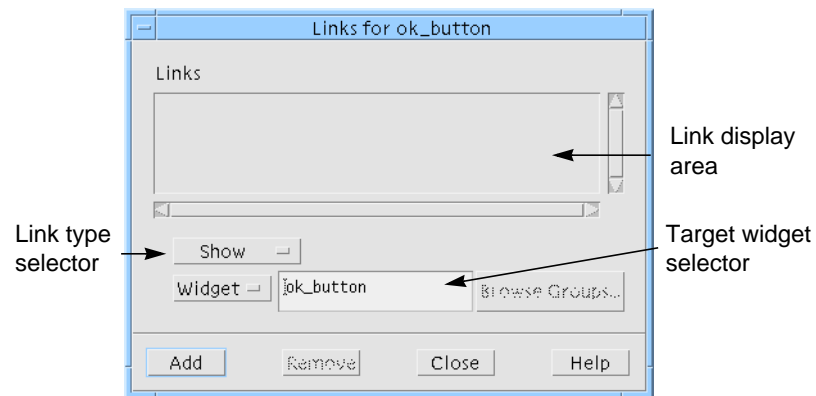 Links for ok_button
Links
Link display
area
Link type
selector
Show
Target widget
selector
Widget
ok_button
Browse Groups...
Add
Remove
Close
Help